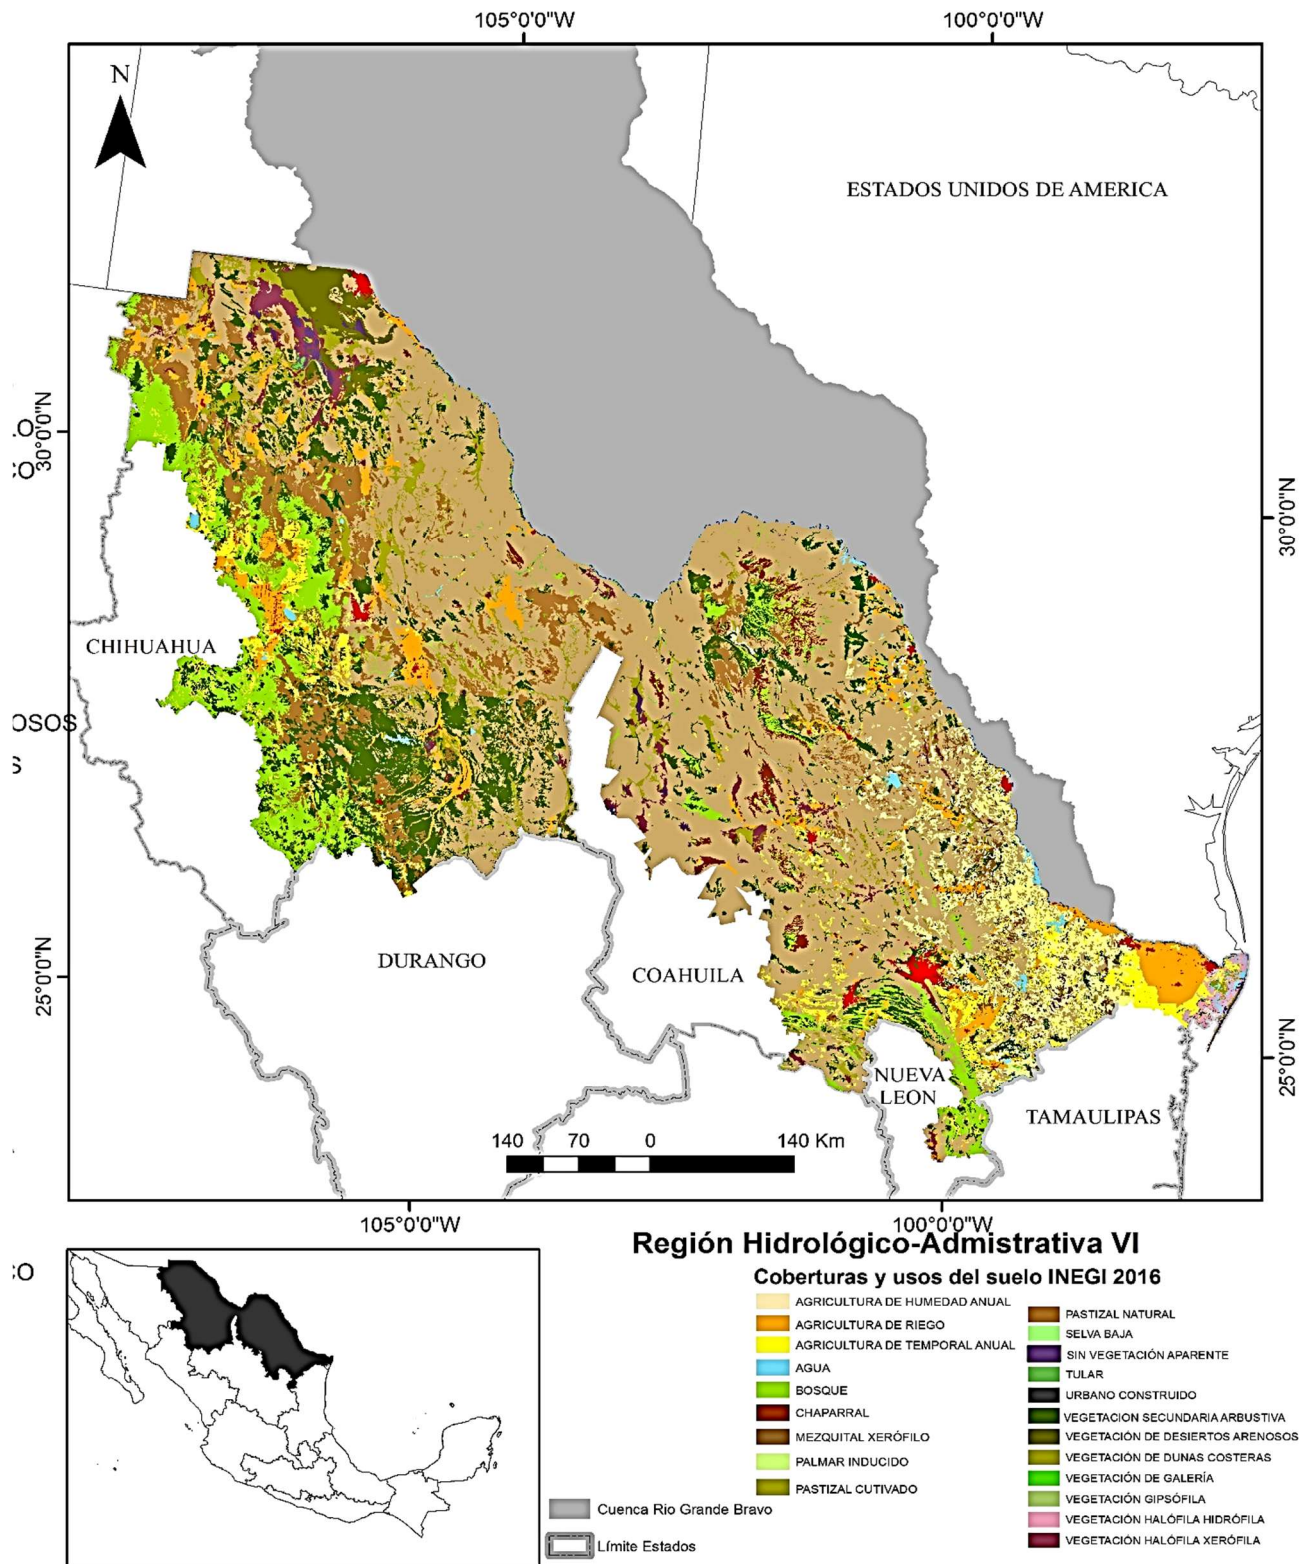 105°0'0"W
100°0'0"W
N
ESTADOS UNIDOS DE AMERICA
30°0'0"N
30°0'0"N
CHIHUAHUA
OSOS
S
DURANGO
COAHUILA
25°0'0"N
25°0'0"N
NUEVA
LEON
TAMAULIPAS
140 70 0 140 Km
105°0'0"W
100°0'0"W
Región Hidrológico-Admistrativa VI
Coberturas y usos del suelo INEGI 2016
AGRICULTURA DE HUMEDAD ANUAL
AGRICULTURA DE RIEGO
AGRICULTURA DE TEMPORAL ANUAL
AGUA
BOSQUE
CHAPARRAL
MEZQUITAL XERÓFILO
PALMAR INDUCIDO
PASTIZAL CUTIVADO
PASTIZAL NATURAL
SELVA BAJA
SIN VEGETACIÓN APARENTE
TULAR
URBANO CONSTRUIDO
VEGETACION SECUNDARIA ARBUSTIVA
VEGETACIÓN DE DESIERTOS ARENOSOS
VEGETACIÓN DE DUNAS COSTERAS
VEGETACIÓN DE GALERÍA
VEGETACIÓN GIPSÓFILA
VEGETACIÓN HALÓFILA HIDRÓFILA
VEGETACIÓN HALÓFILA XERÓFILA
Cuenca Rio Grande Bravo
Límite Estados